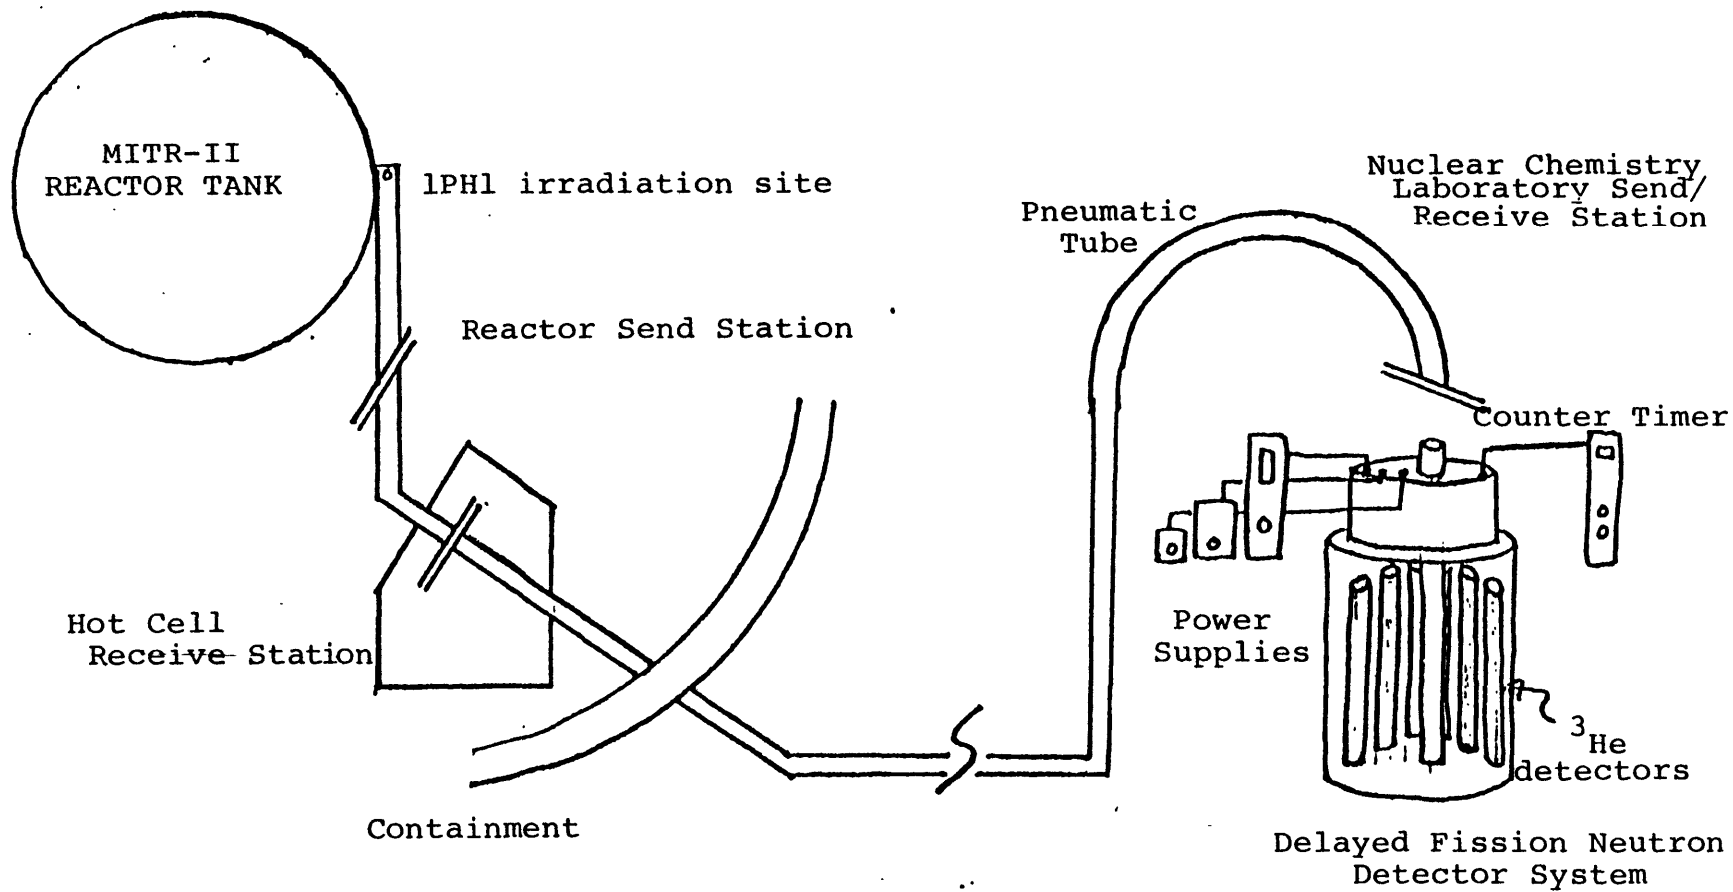 MITR-II
REACTOR TANK
1PH1 irradiation site
Reactor Send Station
Hot Cell
Receive Station
Containment
Pneumatic
Tube
Nuclear Chemistry
Laboratory Send/
Receive Station
Counter Timer
Power
Supplies
3He
detectors
Delayed Fission Neutron
Detector System